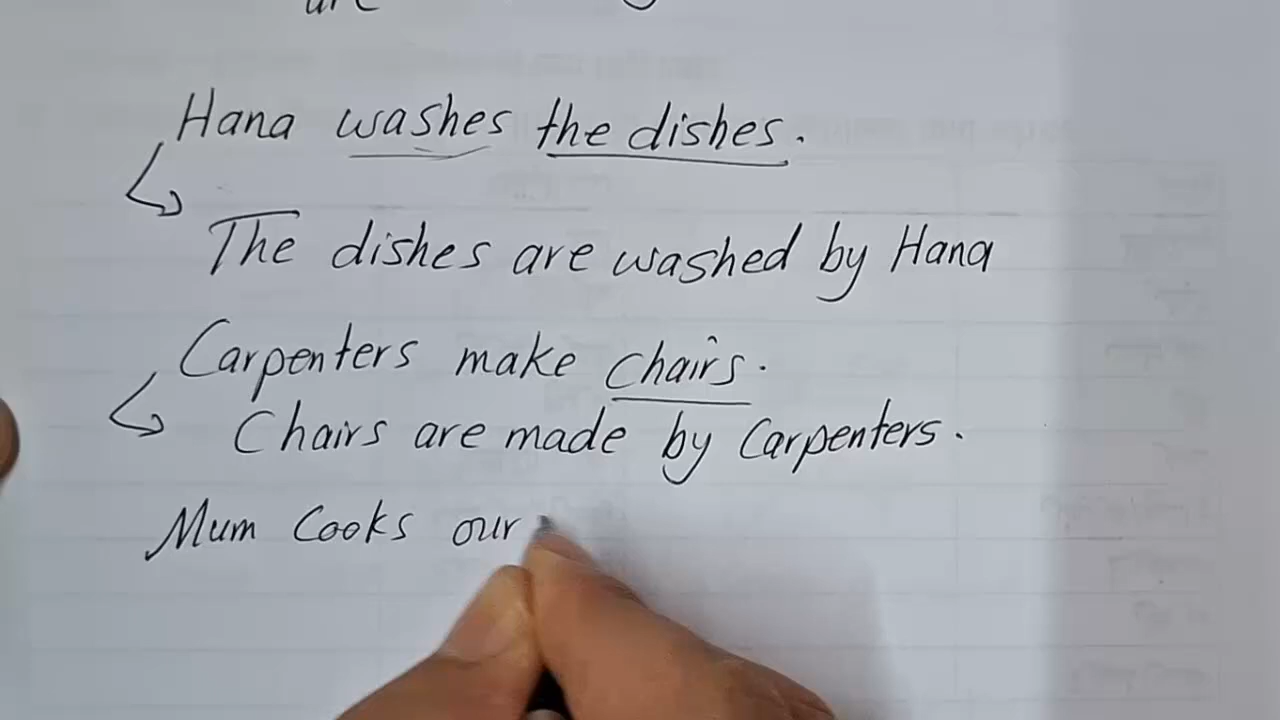 are
Hana washes the dishes.
The dishes are washed by Hana
Carpenters make chairs.
Chairs are made by Carpenters.
Mum Cooks our